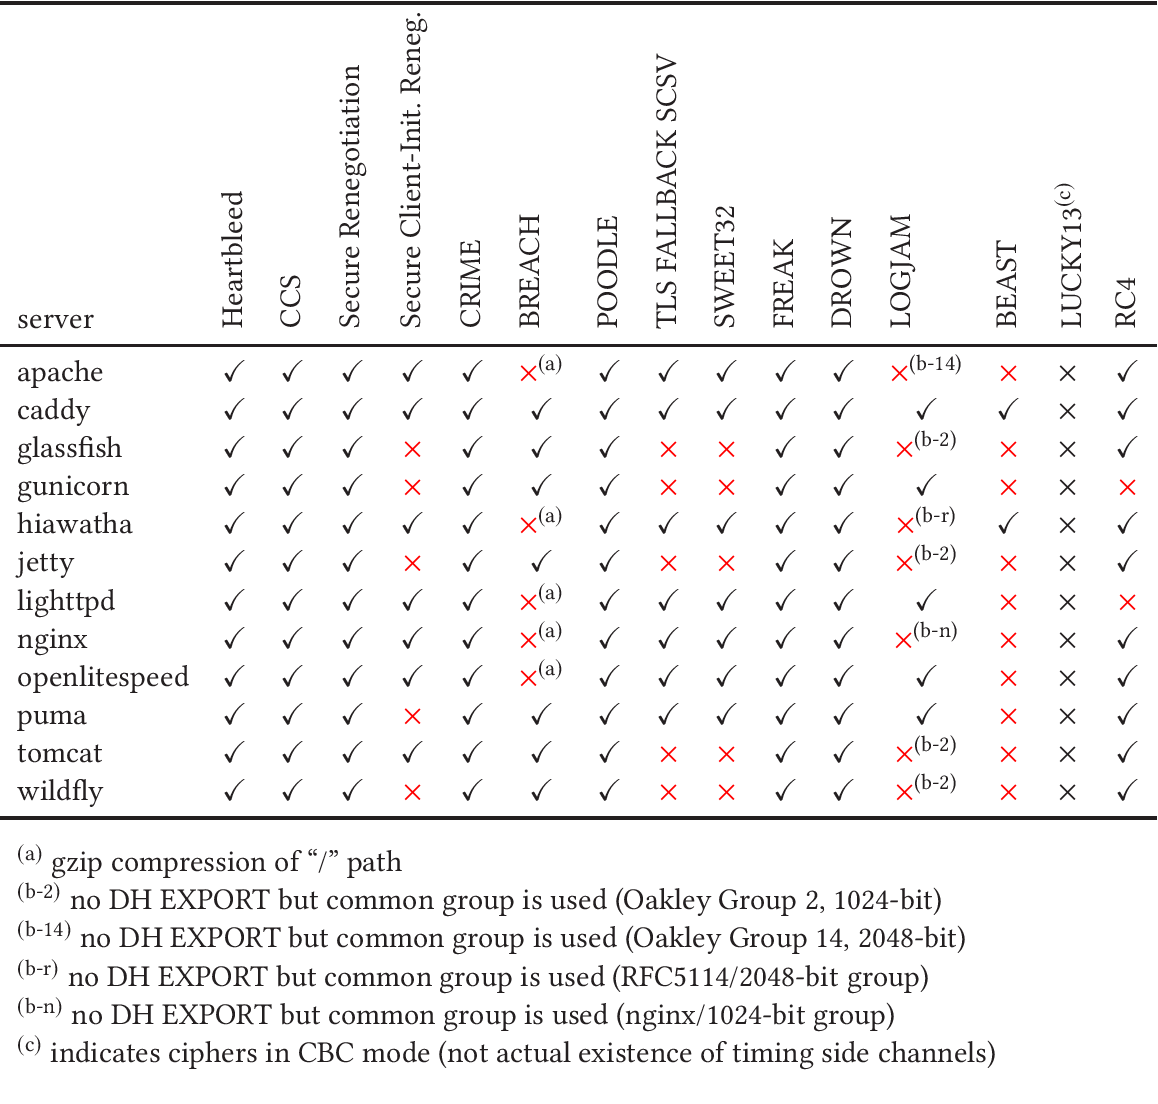 server Heartbleed CCS Secure Renegotiation Secure Client-Init. Reneg. CRIME BREACH POODLE TLS FALLBACK SCSV SWEET32 FREAK DROWN LOGJAM BEAST LUCKY13(c) RC4
apache ✓ ✓ ✓ ✓ ✓ ×(a) ✓ ✓ ✓ ✓ ✓ ×(b-14) × × ✓
caddy ✓ ✓ ✓ ✓ ✓ ✓ ✓ ✓ ✓ ✓ ✓ ✓ ✓ × ✓
glassfish ✓ ✓ ✓ × ✓ ✓ ✓ × × ✓ ✓ ×(b-2) × × ✓
gunicorn ✓ ✓ ✓ × ✓ ✓ ✓ × × ✓ ✓ ✓ × × ×
hiawatha ✓ ✓ ✓ ✓ ✓ ×(a) ✓ ✓ ✓ ✓ ✓ ×(b-r) ✓ × ✓
jetty ✓ ✓ ✓ × ✓ ✓ ✓ × × ✓ ✓ ×(b-2) × × ✓
lighttpd ✓ ✓ ✓ ✓ ✓ ×(a) ✓ ✓ ✓ ✓ ✓ ✓ × × ×
nginx ✓ ✓ ✓ ✓ ✓ ×(a) ✓ ✓ ✓ ✓ ✓ ×(b-n) × × ✓
openlitespeed ✓ ✓ ✓ ✓ ✓ ×(a) ✓ ✓ ✓ ✓ ✓ ✓ × × ✓
puma ✓ ✓ ✓ × ✓ ✓ ✓ ✓ ✓ ✓ ✓ ✓ × × ✓
tomcat ✓ ✓ ✓ ✓ ✓ ✓ ✓ × × ✓ ✓ ×(b-2) × × ✓
wildfly ✓ ✓ ✓ × ✓ ✓ ✓ × × ✓ ✓ ×(b-2) × × ✓
(a) gzip compression of “/” path
(b-2) no DH EXPORT but common group is used (Oakley Group 2, 1024-bit)
(b-14) no DH EXPORT but common group is used (Oakley Group 14, 2048-bit)
(b-r) no DH EXPORT but common group is used (RFC5114/2048-bit group)
(b-n) no DH EXPORT but common group is used (nginx/1024-bit group)
(c) indicates ciphers in CBC mode (not actual existence of timing side channels)